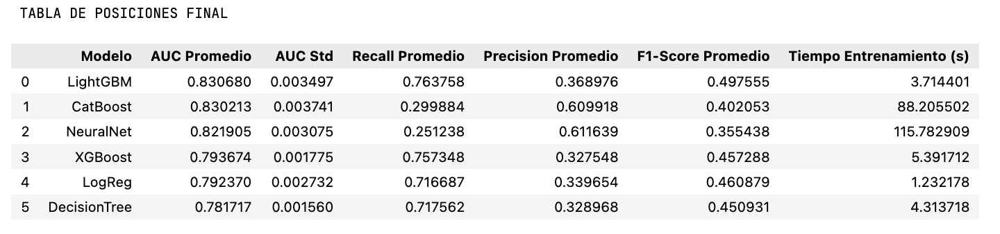 TABLA DE POSICIONES FINAL
Modelo AUC Promedio AUC Std Recall Promedio Precision Promedio F1-Score Promedio Tiempo Entrenamiento (s)
0 LightGBM 0.830680 0.003497 0.763758 0.368976 0.497555 3.714401
1 CatBoost 0.830213 0.003741 0.299884 0.609918 0.402053 88.205502
2 NeuralNet 0.821905 0.003075 0.251238 0.611639 0.355438 115.782909
3 XGBoost 0.793674 0.001775 0.757348 0.327548 0.457288 5.391712
4 LogReg 0.792370 0.002732 0.716687 0.339654 0.460879 1.232178
5 DecisionTree 0.781717 0.001560 0.717562 0.328968 0.450931 4.313718